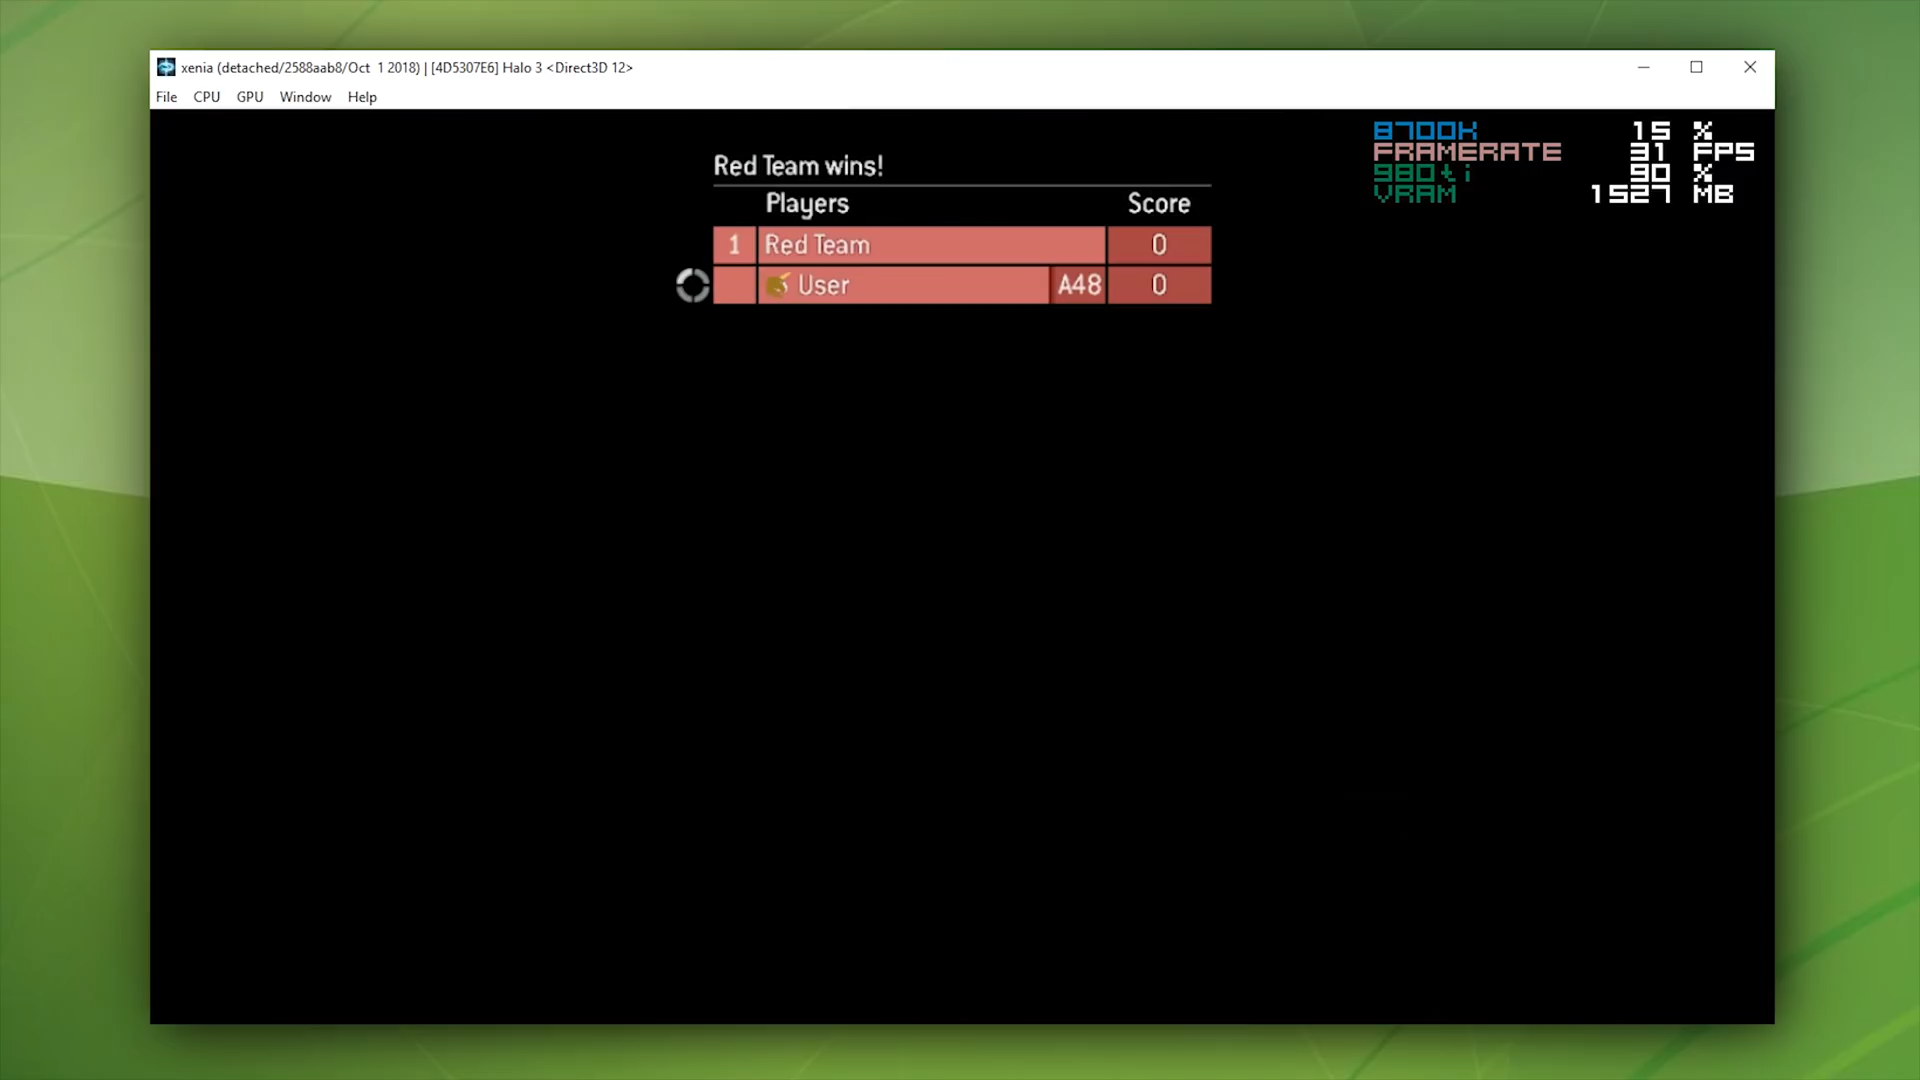 xenia (detached/2588aab8/Oct 1 2018) | [4D5307E6] Halo 3 <Direct3D 12>
File CPU GPU Window Help
8700K 15 %
FRAMERATE 31 FPS
980ti 90 %
VRAM 1527 MB
Red Team wins!
Players Score
1 Red Team 0
User A48 0